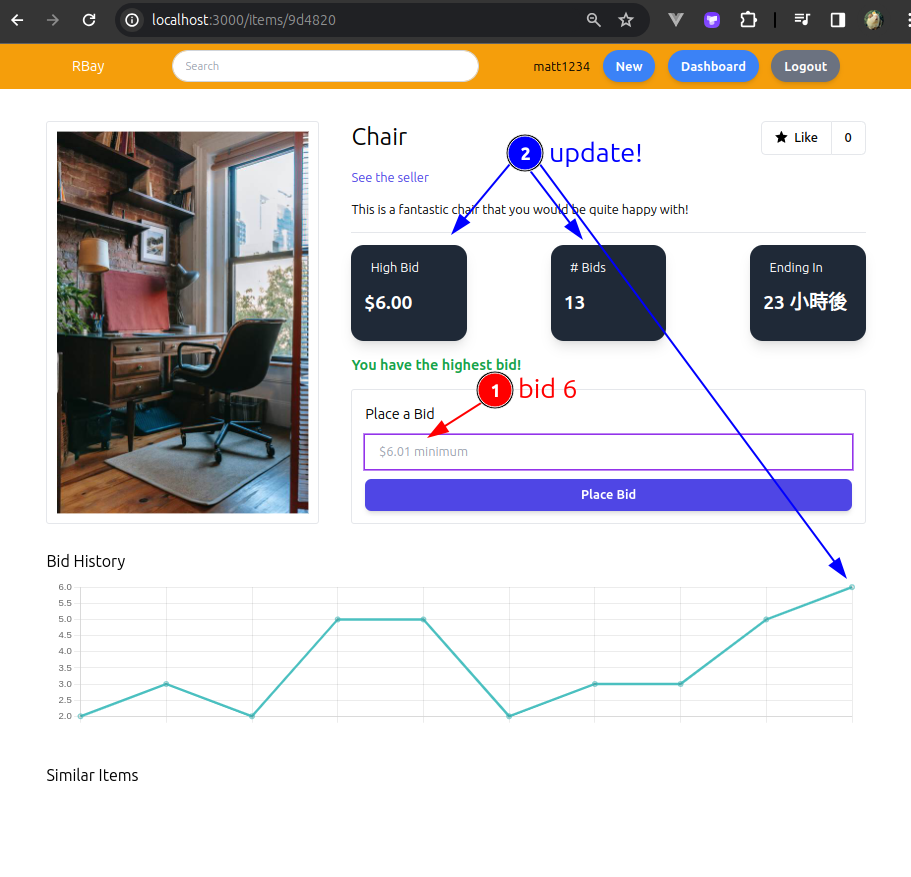 localhost:3000/items/9d4820
RBay
Search
matt1234
New
Dashboard
Logout
Chair
Like
0
2 update!
See the seller
This is a fantastic chair that you would be quite happy with!
High Bid
# Bids
Ending In
$6.00
13
23 小時後
You have the highest bid!
1 bid 6
Place a Bid
$6.01 minimum
Place Bid
Bid History
6.0
5.5
5.0
4.5
4.0
3.5
3.0
2.5
2.0
Similar Items